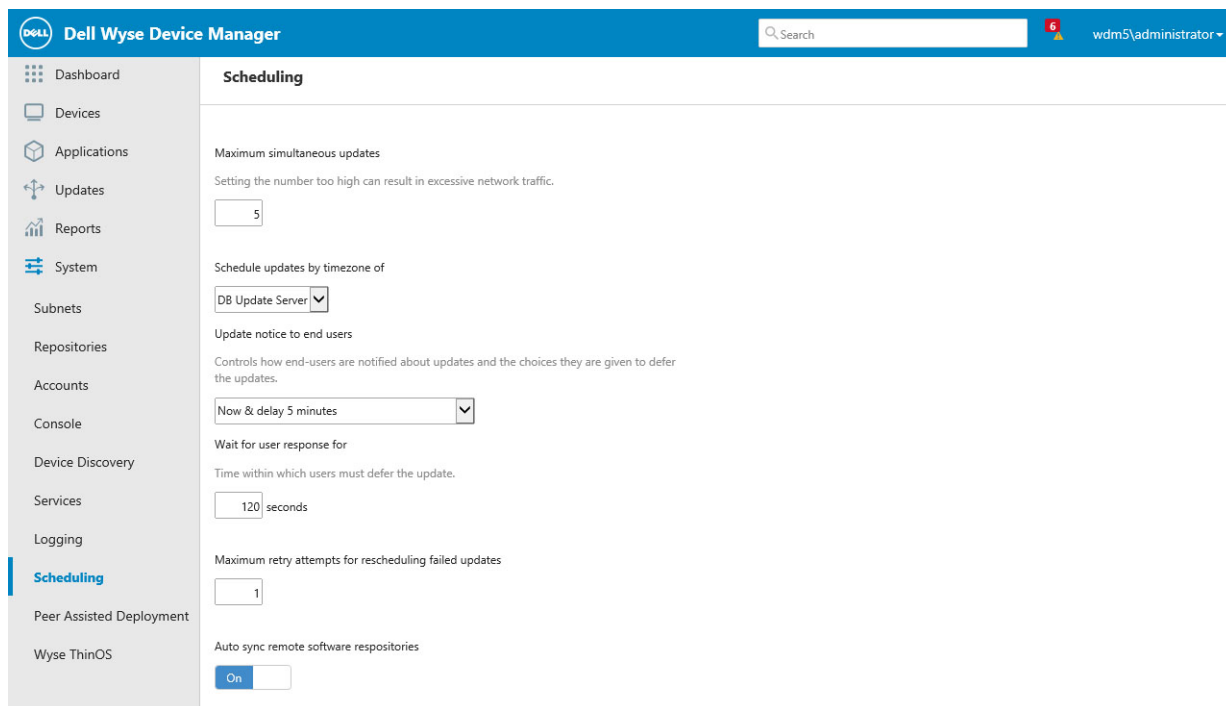 DELL Dell Wyse Device Manager
Search
6
wdm5\administrator
Dashboard
Devices
Applications
Updates
Reports
System
Subnets
Repositories
Accounts
Console
Device Discovery
Services
Logging
Scheduling
Peer Assisted Deployment
Wyse ThinOS
Scheduling
Maximum simultaneous updates
Setting the number too high can result in excessive network traffic.
5
Schedule updates by timezone of
DB Update Server
Update notice to end users
Controls how end-users are notified about updates and the choices they are given to defer
the updates.
Now & delay 5 minutes
Wait for user response for
Time within which users must defer the update.
120 seconds
Maximum retry attempts for rescheduling failed updates
1
Auto sync remote software respositories
On